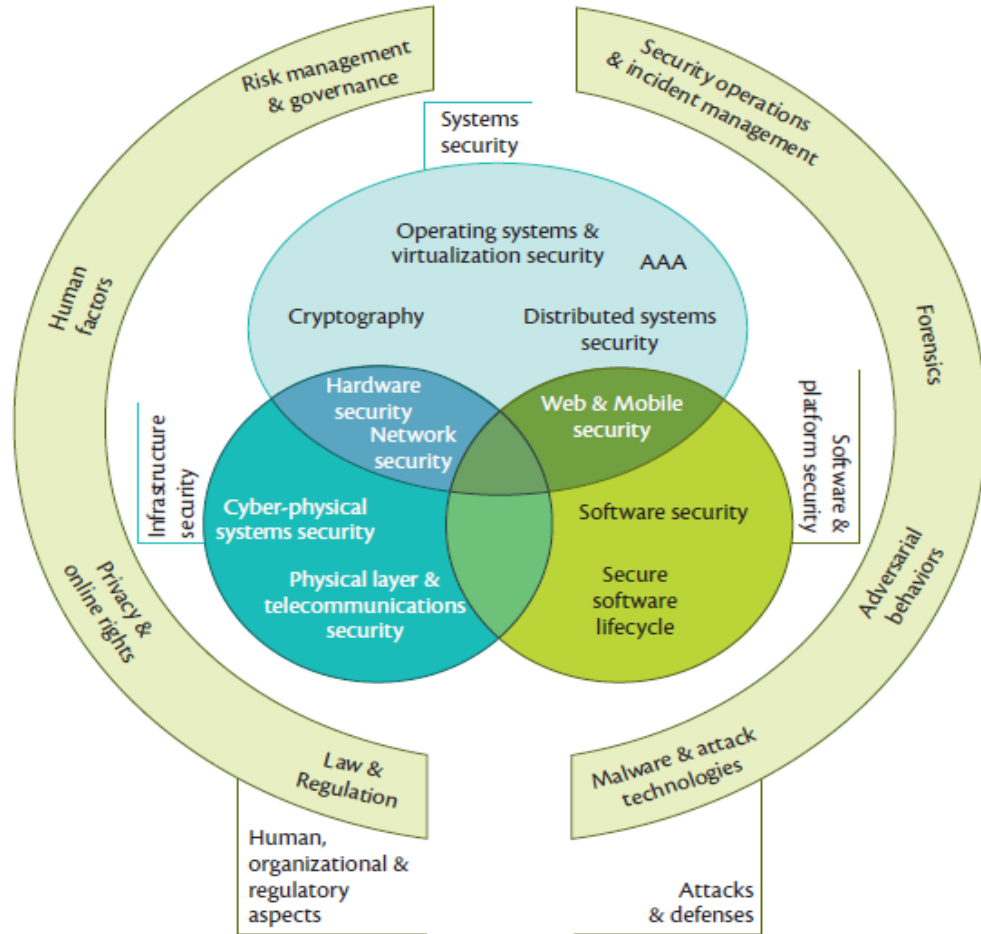 Risk management
& governance
Security operations
& incident management
Systems
security
Operating systems &
virtualization security
AAA
Human
factors
Cryptography
Distributed systems
security
Forensics
Hardware
security
Network
security
Web & Mobile
security
Infrastructure
security
Software &
platform security
Cyber-physical
systems security
Software security
Physical layer &
telecommunications
security
Secure
software
lifecycle
Privacy &
online rights
Adversarial
behaviors
Law &
Regulation
Malware & attack
technologies
Human,
organizational &
regulatory
aspects
Attacks
& defenses